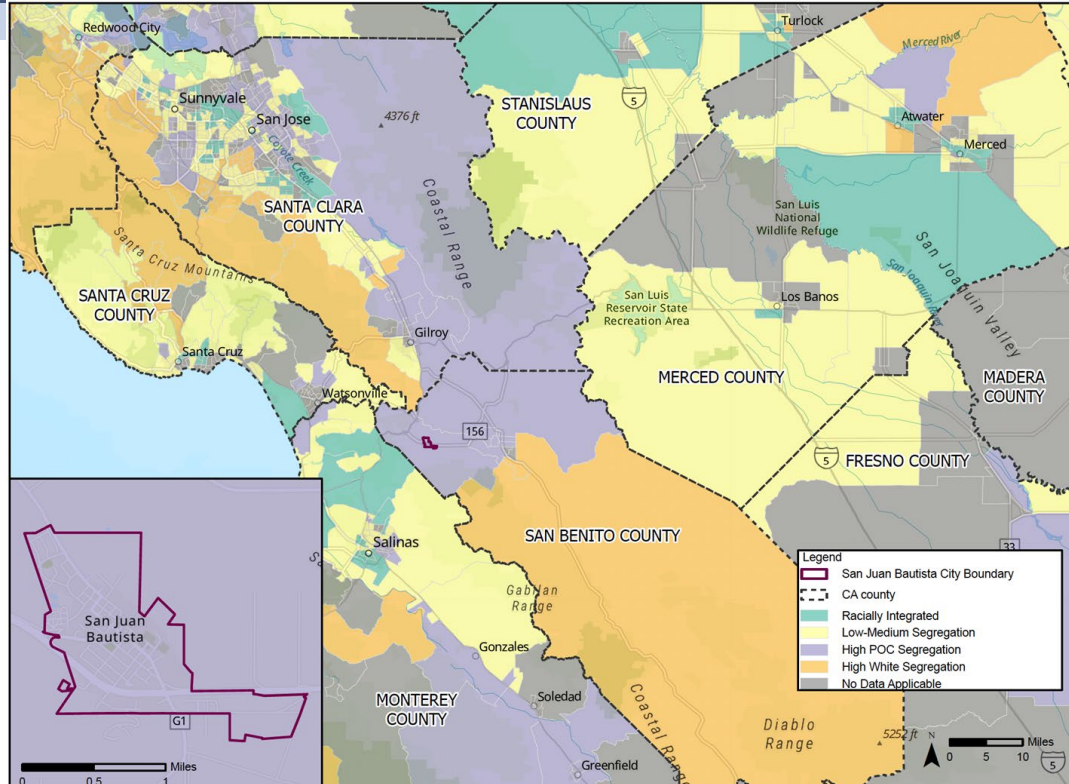 Redwood City
Turlock
Merced River
Sunnyvale
San Jose
4376 ft
5
STANISLAUS
COUNTY
Atwater
Merced
Coyote Creek
Coastal Range
SANTA CLARA
COUNTY
San Luis
National
Wildlife Refuge
San Joaquin Valley
Santa Cruz Mountains
San Joaquin River
SANTA CRUZ
COUNTY
San Luis
Reservoir State
Recreation Area
Los Banos
Gilroy
Santa Cruz
MERCED COUNTY
MADERA
COUNTY
Watsonville
156
5
FRESNO COUNTY
Salinas
SAN BENITO COUNTY
33
Gabilan
Range
Gonzales
Soledad
MONTEREY
COUNTY
Coastal Range
Diablo
Range
5252 ft
Greenfield
San Juan
Bautista
G1
Miles
0 0.5 1
Legend
San Juan Bautista City Boundary
CA county
Racially Integrated
Low-Medium Segregation
High POC Segregation
High White Segregation
No Data Applicable
N
Miles
0 5 10
5